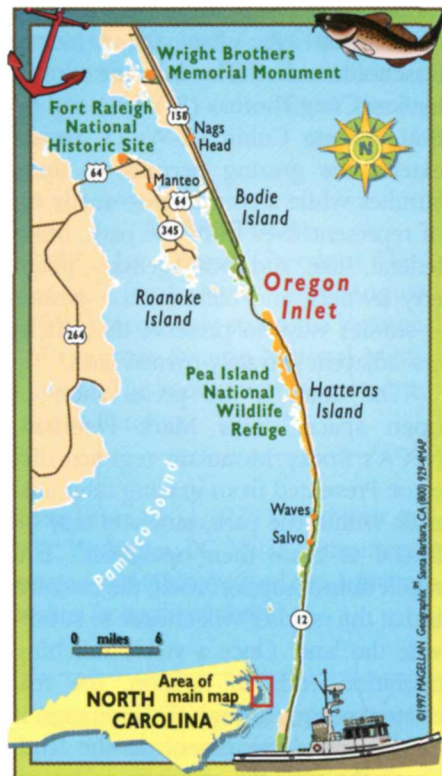 Wright Brothers
Memorial Monument
Fort Raleigh
National
Historic Site
158
Nags
Head
64
Manteo
64
Bodie
Island
345
Oregon
Inlet
Roanoke
Island
264
Pea Island
National
Wildlife
Refuge
Hatteras
Island
Pamlico Sound
Waves
Salvo
12
0 miles 6
Area of
main map
NORTH
CAROLINA
N
©1997 MAGELLAN Geographix℠ Santa Barbara, CA (800) 929-4MAP